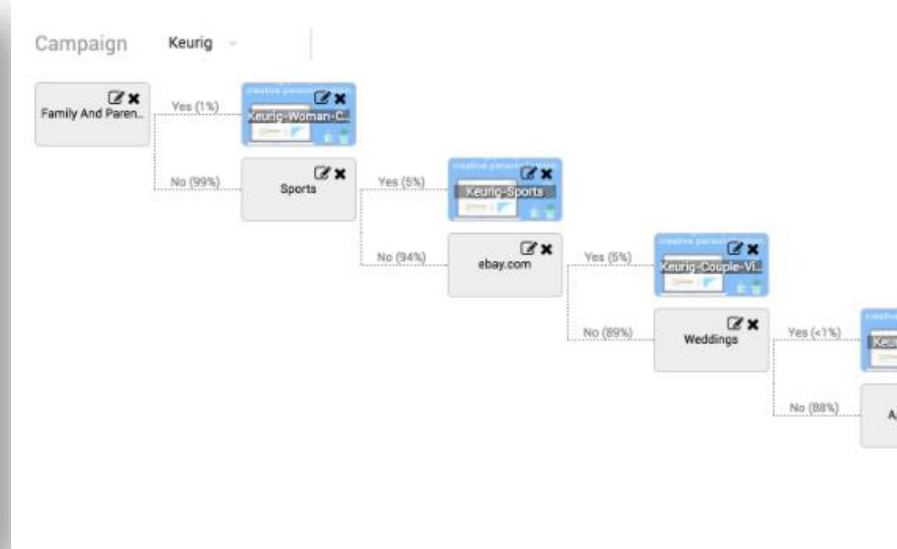 Campaign Keurig
Family And Paren...
Yes (1%)
Keurig-Woman-C...
No (99%)
Sports
Yes (5%)
Keurig-Sports
No (94%)
ebay.com
Yes (5%)
Keurig-Couple-Vi...
No (89%)
Weddings
Yes (<1%)
No (88%)